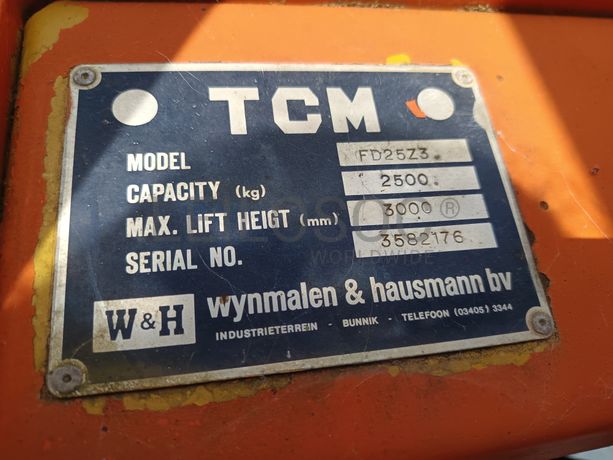 TCM
MODEL FD25Z3.
CAPACITY (kg) 2500.
MAX. LIFT HEIGT (mm) 3000.
SERIAL NO. 3582176
WORLDWIDE
W&H wynmalen & hausmann bv
INDUSTRIETERREIN - BUNNIK - TELEFOON (03405) 3344